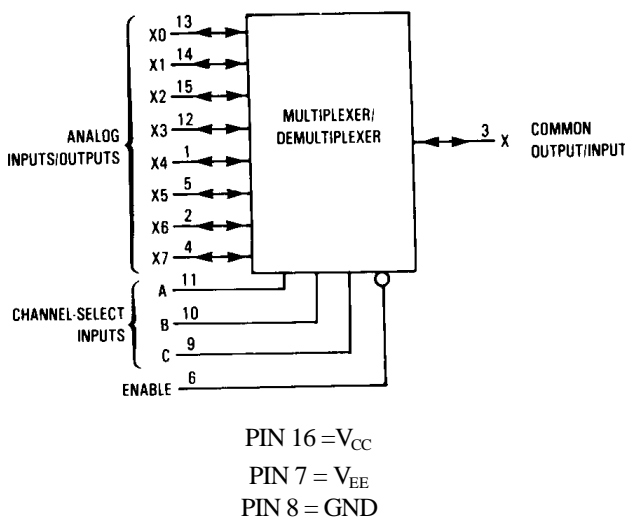 X0 13
X1 14
X2 15
X3 12
X4 1
X5 5
X6 2
X7 4
ANALOG
INPUTS/OUTPUTS
MULTIPLEXER/
DEMULTIPLEXER
3 X
COMMON
OUTPUT/INPUT
CHANNEL-SELECT
INPUTS
A 11
B 10
C 9
ENABLE 6
PIN 16 =VCC
PIN 7 = VEE
PIN 8 = GND